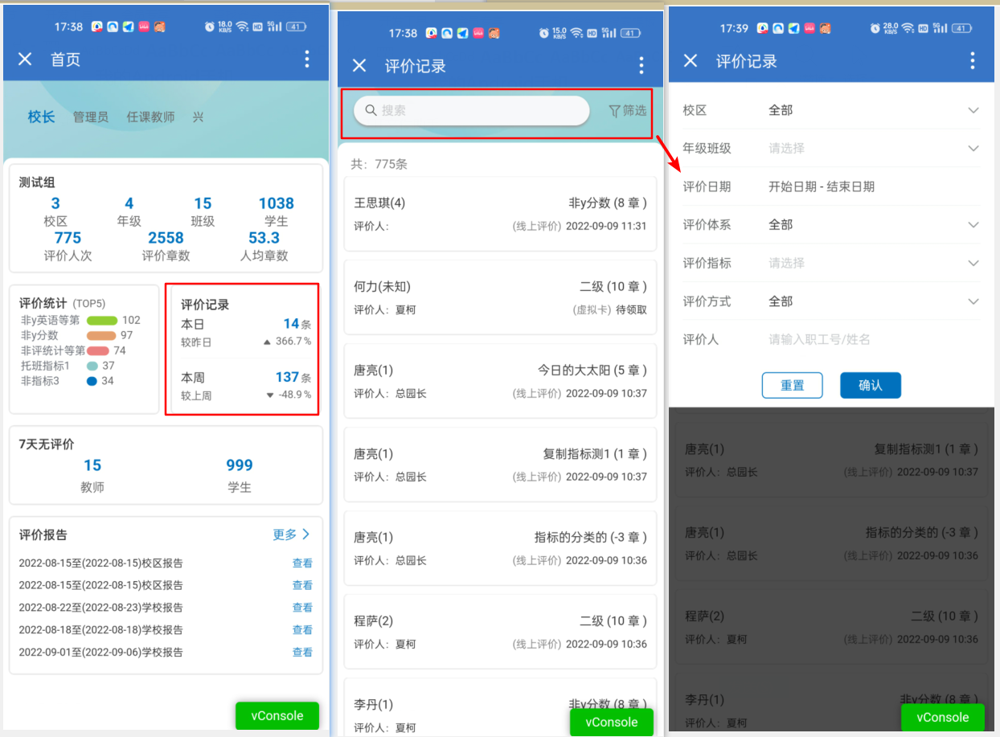 17:38
18.0 KB/S HD 5G 41
首页
校长 管理员 任课教师 兴
测试组
3 4 15 1038
校区 年级 班级 学生
775 2558 53.3
评价人次 评价章数 人均章数
评价统计 (TOP5)
非y英语等第 102
非y分数 97
非评统计等第 74
托班指标1 37
非指标3 34
评价记录
本日 14条
较昨日 ▲ 366.7%
本周 137条
较上周 ▼ -48.9%
7天无评价
15 999
教师 学生
评价报告 更多
2022-08-15至(2022-08-15)校区报告 查看
2022-08-15至(2022-08-15)校区报告 查看
2022-08-22至(2022-08-23)学校报告 查看
2022-08-18至(2022-08-18)学校报告 查看
2022-09-01至(2022-09-06)学校报告 查看
vConsole
17:38
15.0 KB/S HD 5G 41
评价记录
搜索 筛选
共：775条
王思琪(4) 非y分数 (8 章 )
评价人: (线上评价) 2022-09-09 11:31
何力(未知) 二级 (10 章 )
评价人：夏柯 (虚拟卡) 待领取
唐亮(1) 今日的大太阳 (5 章 )
评价人：总园长 (线上评价) 2022-09-09 10:37
唐亮(1) 复制指标测1 (1 章 )
评价人：总园长 (线上评价) 2022-09-09 10:37
唐亮(1) 指标的分类的 (-3 章 )
评价人：总园长 (线上评价) 2022-09-09 10:36
程萨(2) 二级 (10 章 )
评价人：夏柯 (线上评价) 2022-09-09 10:36
李丹(1) 非y分数 (8 章 )
评价人：夏柯
vConsole
17:39
28.0 KB/S HD 5G 41
评价记录
校区 全部
年级班级 请选择
评价日期 开始日期 - 结束日期
评价体系 全部
评价指标 请选择
评价方式 全部
评价人 请输入职工号/姓名
重置 确认
唐亮(1) 复制指标测1 (1 章 )
评价人：总园长 (线上评价) 2022-09-09 10:37
唐亮(1) 指标的分类的 (-3 章 )
评价人：总园长 (线上评价) 2022-09-09 10:36
程萨(2) 二级 (10 章 )
评价人：夏柯 (线上评价) 2022-09-09 10:36
李丹(1) 非y分数 (8 章 )
评价人：夏柯
vConsole